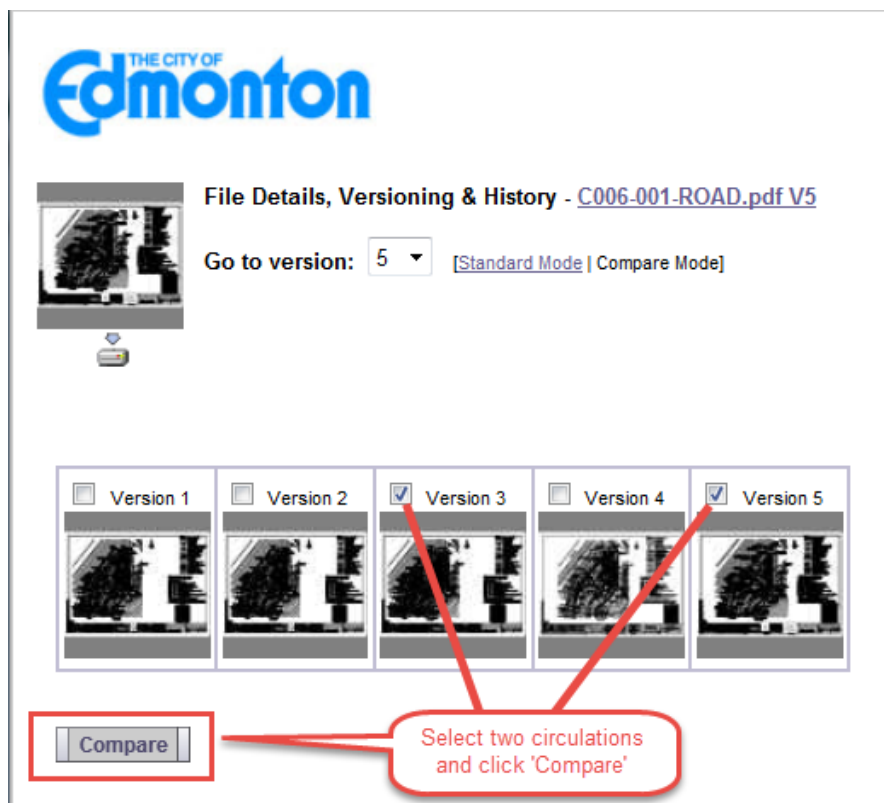 THE CITY OF
Edmonton
File Details, Versioning & History - C006-001-ROAD.pdf V5
Go to version: 5 [Standard Mode | Compare Mode]
Version 1 Version 2 Version 3 Version 4 Version 5
Compare
Select two circulations
and click 'Compare'